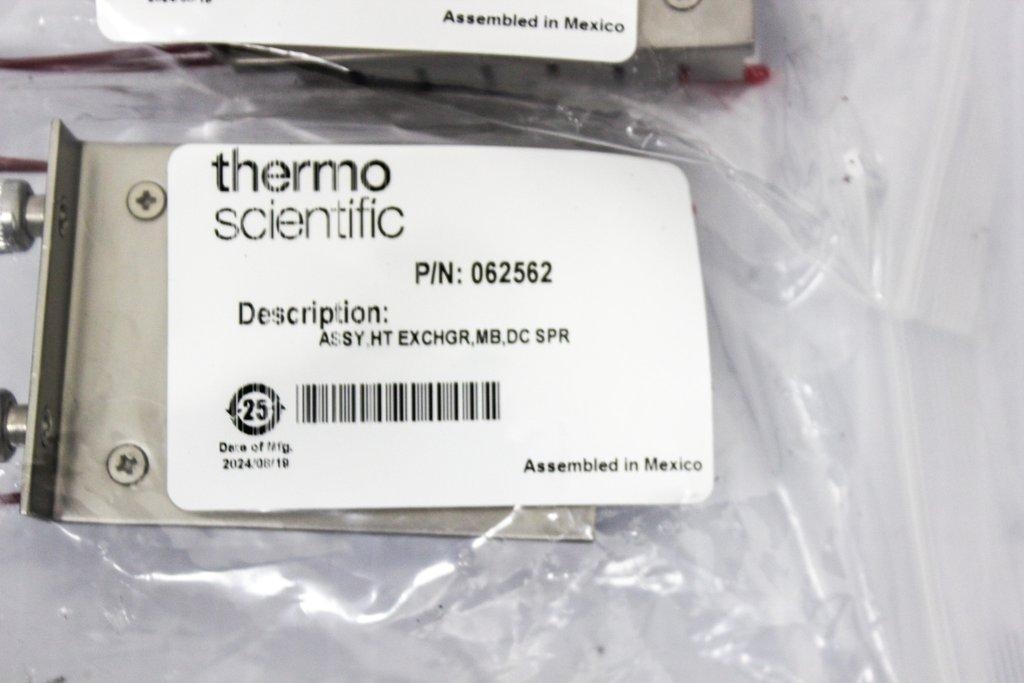 Assembled in Mexico
thermo
scientific
P/N: 062562
Description:
ASSY,HT EXCHGR,MB,DC SPR
25
Date of Mfg.
2024/08/19
Assembled in Mexico